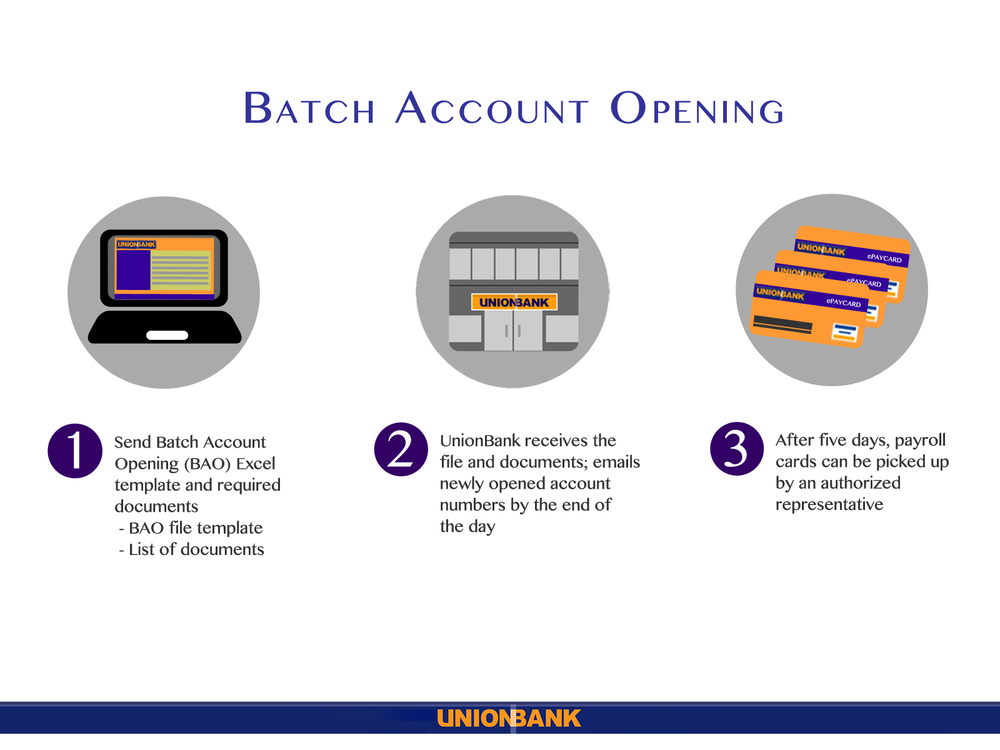 BATCH ACCOUNT OPENING
UNIONBANK
UNIONBANK
UNIONBANK
ePAYCARD
UNIONBANK
ePAYCARD
UNIONBANK
ePAYCARD
1
Send Batch Account
Opening (BAO) Excel
template and required
documents
- BAO file template
- List of documents
2
UnionBank receives the
file and documents; emails
newly opened account
numbers by the end of
the day
3
After five days, payroll
cards can be picked up
by an authorized
representative
UNIONBANK